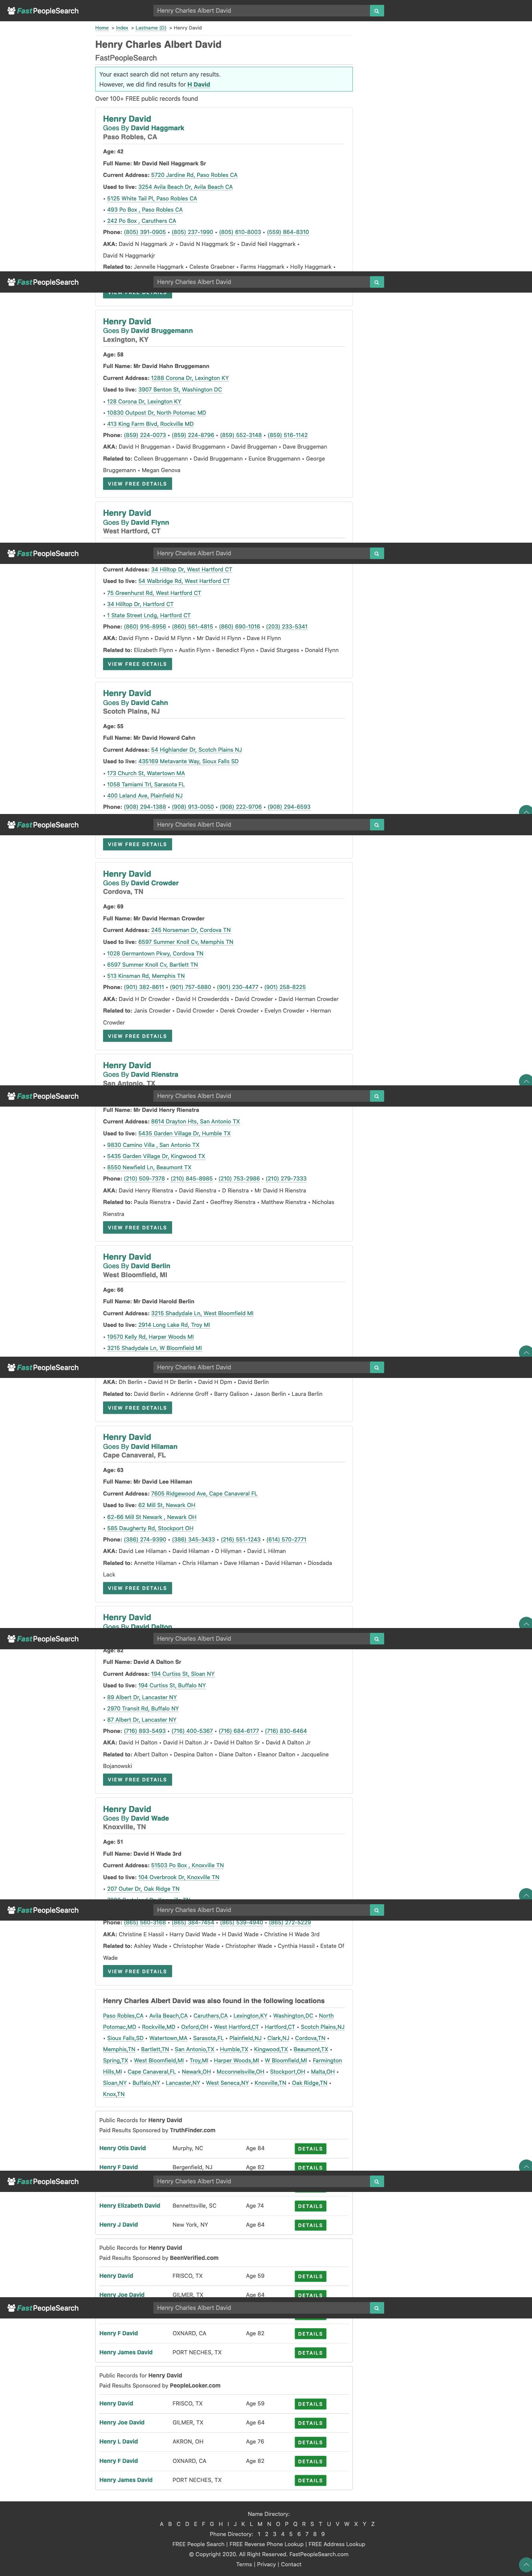 FastPeopleSearch
Henry Charles Albert David
Home » Index » Lastname (D) » Henry David
Henry Charles Albert David
FastPeopleSearch
Your exact search did not return any results.
However, we did find results for H David
Over 100+ FREE public records found
Henry David
Goes By David Haggmark
Paso Robles, CA
Age: 42
Full Name: Mr David Neil Haggmark Sr
Current Address: 5720 Jardine Rd, Paso Robles CA
Used to live: 3254 Avila Beach Dr, Avila Beach CA
• 5125 White Tail Pl, Paso Robles CA
• 493 Po Box , Paso Robles CA
• 242 Po Box , Caruthers CA
Phone: (805) 391-0905 • (805) 237-1990 • (805) 610-8003 • (559) 864-8310
AKA: David N Haggmark Jr • David N Haggmark Sr • David Neil Haggmark •
David N Haggmarkjr
Related to: Jennelle Haggmark • Celeste Graebner • Farms Haggmark • Holly Haggmark •
FastPeopleSearch
Henry Charles Albert David
VIEW FREE DETAILS
Henry David
Goes By David Bruggemann
Lexington, KY
Age: 58
Full Name: Mr David Hahn Bruggemann
Current Address: 1288 Corona Dr, Lexington KY
Used to live: 3907 Benton St, Washington DC
• 128 Corona Dr, Lexington KY
• 10830 Outpost Dr, North Potomac MD
• 413 King Farm Blvd, Rockville MD
Phone: (859) 224-0073 • (859) 224-8796 • (859) 552-3148 • (859) 516-1142
AKA: David H Bruggeman • David Bruggemann • David Bruggeman • Dave Bruggeman
Related to: Colleen Bruggemann • David Bruggemann • Eunice Bruggemann • George
Bruggemann • Megan Genova
VIEW FREE DETAILS
Henry David
Goes By David Flynn
West Hartford, CT
FastPeopleSearch
Henry Charles Albert David
Current Address: 34 Hilltop Dr, West Hartford CT
Used to live: 54 Walbridge Rd, West Hartford CT
• 75 Greenhurst Rd, West Hartford CT
• 34 Hilltop Dr, Hartford CT
• 1 State Street Lndg, Hartford CT
Phone: (860) 916-8956 • (860) 561-4815 • (860) 690-1016 • (203) 233-5341
AKA: David Flynn • David M Flynn • Mr David H Flynn • Dave H Flynn
Related to: Elizabeth Flynn • Austin Flynn • Benedict Flynn • David Sturgess • Donald Flynn
VIEW FREE DETAILS
Henry David
Goes By David Cahn
Scotch Plains, NJ
Age: 55
Full Name: Mr David Howard Cahn
Current Address: 54 Highlander Dr, Scotch Plains NJ
Used to live: 435169 Metavante Way, Sioux Falls SD
• 173 Church St, Watertown MA
• 1058 Tamiami Trl, Sarasota FL
• 400 Leland Ave, Plainfield NJ
Phone: (908) 294-1388 • (908) 913-0050 • (908) 222-9706 • (908) 294-6593
FastPeopleSearch
Henry Charles Albert David
VIEW FREE DETAILS
Henry David
Goes By David Crowder
Cordova, TN
Age: 69
Full Name: Mr David Herman Crowder
Current Address: 245 Norseman Dr, Cordova TN
Used to live: 6597 Summer Knoll Cv, Memphis TN
• 1028 Germantown Pkwy, Cordova TN
• 6597 Summer Knoll Cv, Bartlett TN
• 513 Kinsman Rd, Memphis TN
Phone: (901) 382-8611 • (901) 757-5880 • (901) 230-4477 • (901) 258-8225
AKA: David H Dr Crowder • David H Crowderdds • David Crowder • David Herman Crowder
Related to: Janis Crowder • David Crowder • Derek Crowder • Evelyn Crowder • Herman
Crowder
VIEW FREE DETAILS
Henry David
Goes By David Rienstra
San Antonio, TX
FastPeopleSearch
Henry Charles Albert David
Full Name: Mr David Henry Rienstra
Current Address: 8614 Drayton Hts, San Antonio TX
Used to live: 5435 Garden Village Dr, Humble TX
• 9830 Camino Villa , San Antonio TX
• 5435 Garden Village Dr, Kingwood TX
• 8550 Newfield Ln, Beaumont TX
Phone: (210) 509-7378 • (210) 845-8985 • (210) 753-2986 • (210) 279-7333
AKA: David Henry Rienstra • David Rienstra • D Rienstra • Mr David H Rienstra
Related to: Paula Rienstra • David Zant • Geoffrey Rienstra • Matthew Rienstra • Nicholas
Rienstra
VIEW FREE DETAILS
Henry David
Goes By David Berlin
West Bloomfield, MI
Age: 66
Full Name: Mr David Harold Berlin
Current Address: 3215 Shadydale Ln, West Bloomfield MI
Used to live: 2914 Long Lake Rd, Troy MI
• 19570 Kelly Rd, Harper Woods MI
• 3215 Shadydale Ln, W Bloomfield MI
FastPeopleSearch
Henry Charles Albert David
AKA: Dh Berlin • David H Dr Berlin • David H Dpm • David Berlin
Related to: David Berlin • Adrienne Groff • Barry Galison • Jason Berlin • Laura Berlin
VIEW FREE DETAILS
Henry David
Goes By David Hilaman
Cape Canaveral, FL
Age: 63
Full Name: Mr David Lee Hilaman
Current Address: 7605 Ridgewood Ave, Cape Canaveral FL
Used to live: 62 Mill St, Newark OH
• 62-66 Mill St Newark , Newark OH
• 585 Daugherty Rd, Stockport OH
Phone: (386) 274-9390 • (386) 345-3433 • (216) 551-1243 • (614) 570-2771
AKA: David Lee Hilaman • David Hilaman • D Hilyman • David L Hilman
Related to: Annette Hilaman • Chris Hilaman • Dave Hilaman • David Hilaman • Diosdada
Lack
VIEW FREE DETAILS
Henry David
Goes By David Dalton
FastPeopleSearch
Henry Charles Albert David
Age: 82
Full Name: David A Dalton Sr
Current Address: 194 Curtiss St, Sloan NY
Used to live: 194 Curtiss St, Buffalo NY
• 89 Albert Dr, Lancaster NY
• 2970 Transit Rd, Buffalo NY
• 87 Albert Dr, Lancaster NY
Phone: (716) 893-5493 • (716) 400-5367 • (716) 684-6177 • (716) 830-6464
AKA: David H Dalton • David H Dalton Jr • David H Dalton Sr • David A Dalton Jr
Related to: Albert Dalton • Despina Dalton • Diane Dalton • Eleanor Dalton • Jacqueline
Bojanowski
VIEW FREE DETAILS
Henry David
Goes By David Wade
Knoxville, TN
Age: 51
Full Name: David H Wade 3rd
Current Address: 51503 Po Box , Knoxville TN
Used to live: 104 Overbrook Dr, Knoxville TN
• 207 Outer Dr, Oak Ridge TN
FastPeopleSearch
Henry Charles Albert David
Phone: (865) 560-3168 • (865) 384-7454 • (865) 539-4940 • (865) 272-5229
AKA: Christine E Hassil • Harry David Wade • H David Wade • Christine H Wade 3rd
Related to: Ashley Wade • Christopher Wade • Christopher Wade • Cynthia Hassil • Estate Of
Wade
VIEW FREE DETAILS
Henry Charles Albert David was also found in the following locations
Paso Robles,CA • Avila Beach,CA • Caruthers,CA • Lexington,KY • Washington,DC • North
Potomac,MD • Rockville,MD • Oxford,OH • West Hartford,CT • Hartford,CT • Scotch Plains,NJ
• Sioux Falls,SD • Watertown,MA • Sarasota,FL • Plainfield,NJ • Clark,NJ • Cordova,TN •
Memphis,TN • Bartlett,TN • San Antonio,TX • Humble,TX • Kingwood,TX • Beaumont,TX •
Spring,TX • West Bloomfield,MI • Troy,MI • Harper Woods,MI • W Bloomfield,MI • Farmington
Hills,MI • Cape Canaveral,FL • Newark,OH • Mcconnelsville,OH • Stockport,OH • Malta,OH •
Sloan,NY • Buffalo,NY • Lancaster,NY • West Seneca,NY • Knoxville,TN • Oak Ridge,TN •
Knox,TN
Public Records for Henry David
Paid Results Sponsored by TruthFinder.com
Henry Otis David Murphy, NC Age 84 DETAILS
Henry F David Bergenfield, NJ Age 82 DETAILS
FastPeopleSearch
Henry Charles Albert David
Henry Elizabeth David Bennettsville, SC Age 74 DETAILS
Henry J David New York, NY Age 64 DETAILS
Public Records for Henry David
Paid Results Sponsored by BeenVerified.com
Henry David FRISCO, TX Age 59 DETAILS
Henry Joe David GILMER, TX Age 64 DETAILS
FastPeopleSearch
Henry Charles Albert David
Henry F David OXNARD, CA Age 82 DETAILS
Henry James David PORT NECHES, TX DETAILS
Public Records for Henry David
Paid Results Sponsored by PeopleLooker.com
Henry David FRISCO, TX Age 59 DETAILS
Henry Joe David GILMER, TX Age 64 DETAILS
Henry L David AKRON, OH Age 76 DETAILS
Henry F David OXNARD, CA Age 82 DETAILS
Henry James David PORT NECHES, TX DETAILS
Name Directory:
A B C D E F G H I J K L M N O P Q R S T U V W X Y Z
Phone Directory: 1 2 3 4 5 6 7 8 9
FREE People Search | FREE Reverse Phone Lookup | FREE Address Lookup
© Copyright 2020. All Right Reserved. FastPeopleSearch.com
Terms | Privacy | Contact